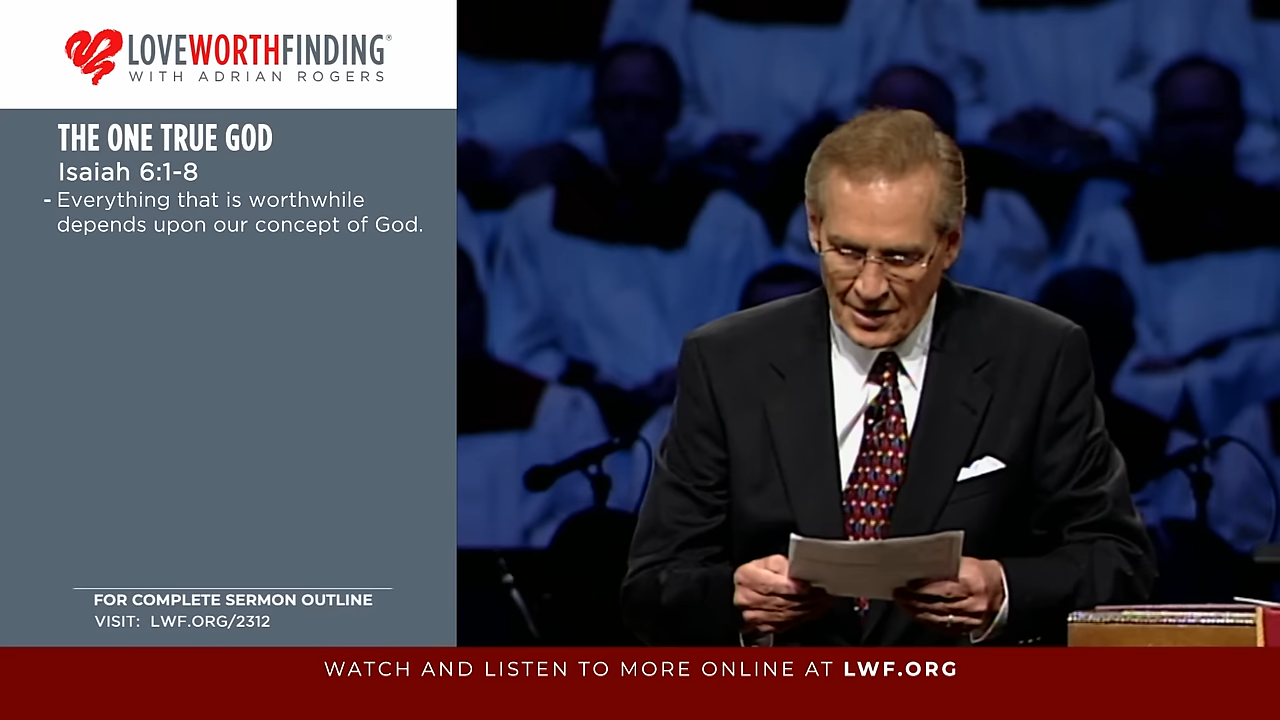 LOVEWORTHFINDING®
WITH ADRIAN ROGERS
THE ONE TRUE GOD
Isaiah 6:1-8
- Everything that is worthwhile
depends upon our concept of God.
FOR COMPLETE SERMON OUTLINE
VISIT: LWF.ORG/2312
WATCH AND LISTEN TO MORE ONLINE AT LWF.ORG